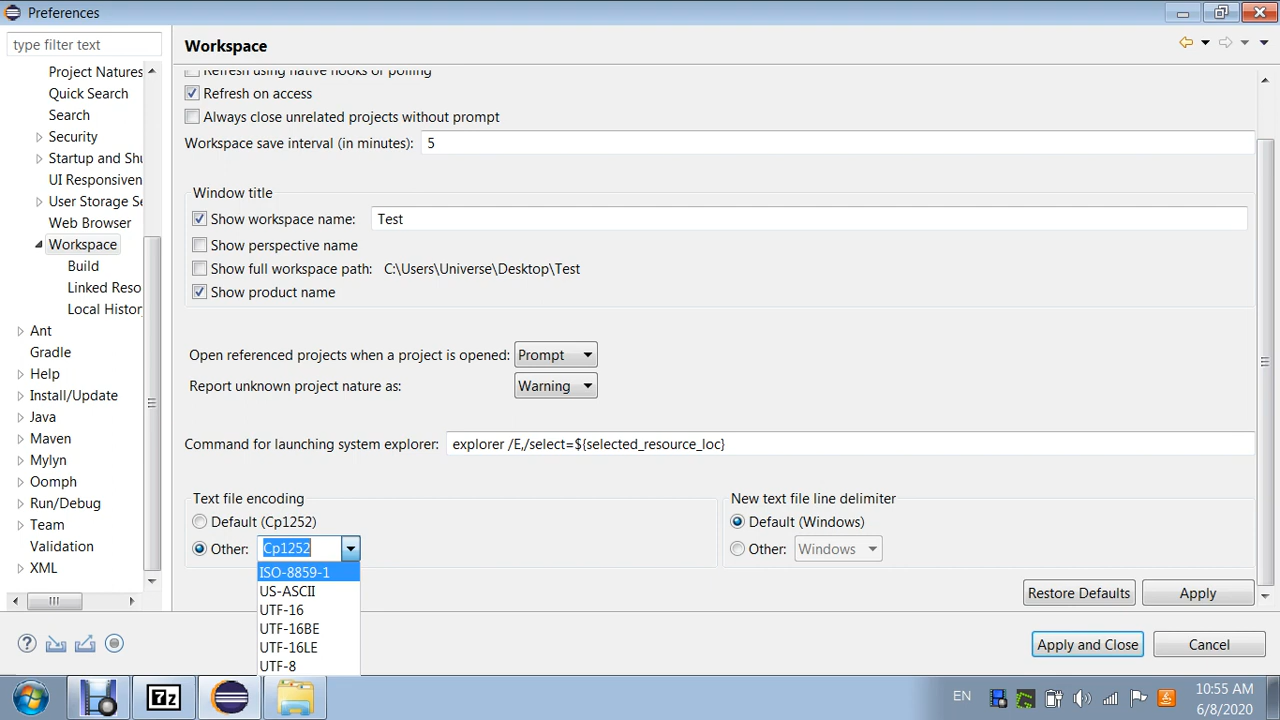 Preferences
type filter text
Workspace
Project Natures
Quick Search
Search
Security
Startup and Shu
UI Responsiven
User Storage Se
Web Browser
Workspace
Build
Linked Reso
Local Histor
Ant
Gradle
Help
Install/Update
Java
Maven
Mylyn
Oomph
Run/Debug
Team
Validation
XML
Refresh using native hooks or polling
Refresh on access
Always close unrelated projects without prompt
Workspace save interval (in minutes): 5
Window title
Show workspace name: Test
Show perspective name
Show full workspace path: C:\Users\Universe\Desktop\Test
Show product name
Open referenced projects when a project is opened: Prompt
Report unknown project nature as: Warning
Command for launching system explorer: explorer /E,/select=${selected_resource_loc}
Text file encoding
Default (Cp1252)
Other: Cp1252
ISO-8859-1
US-ASCII
UTF-16
UTF-16BE
UTF-16LE
UTF-8
New text file line delimiter
Default (Windows)
Other: Windows
Restore Defaults Apply
Apply and Close Cancel
7z
EN
10:55 AM
6/8/2020